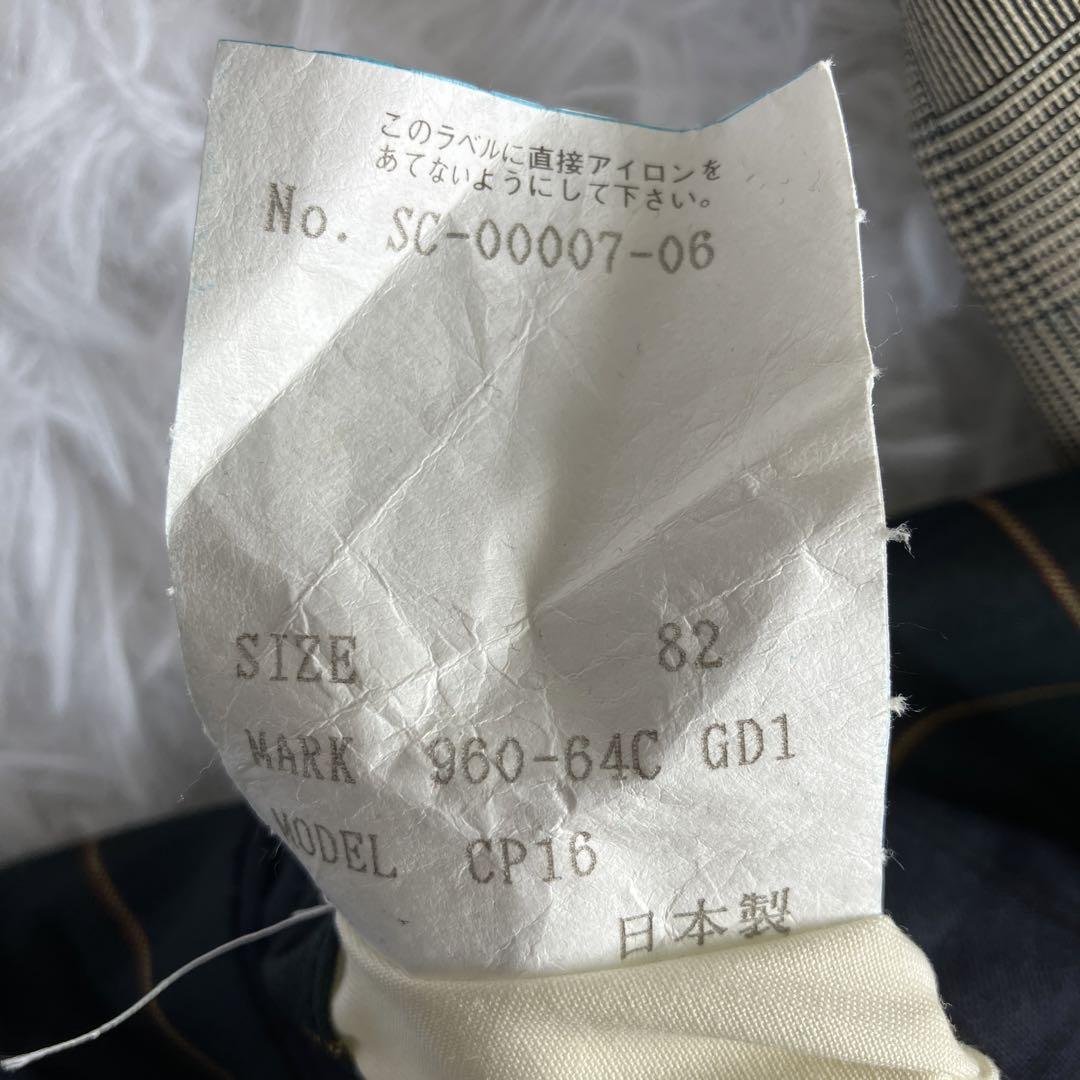 このラベルに直接アイロンを
あてないようにして下さい。
No. SC-00007-06
SIZE 82
MARK 960-64C GD1
MODEL CP16
日本製